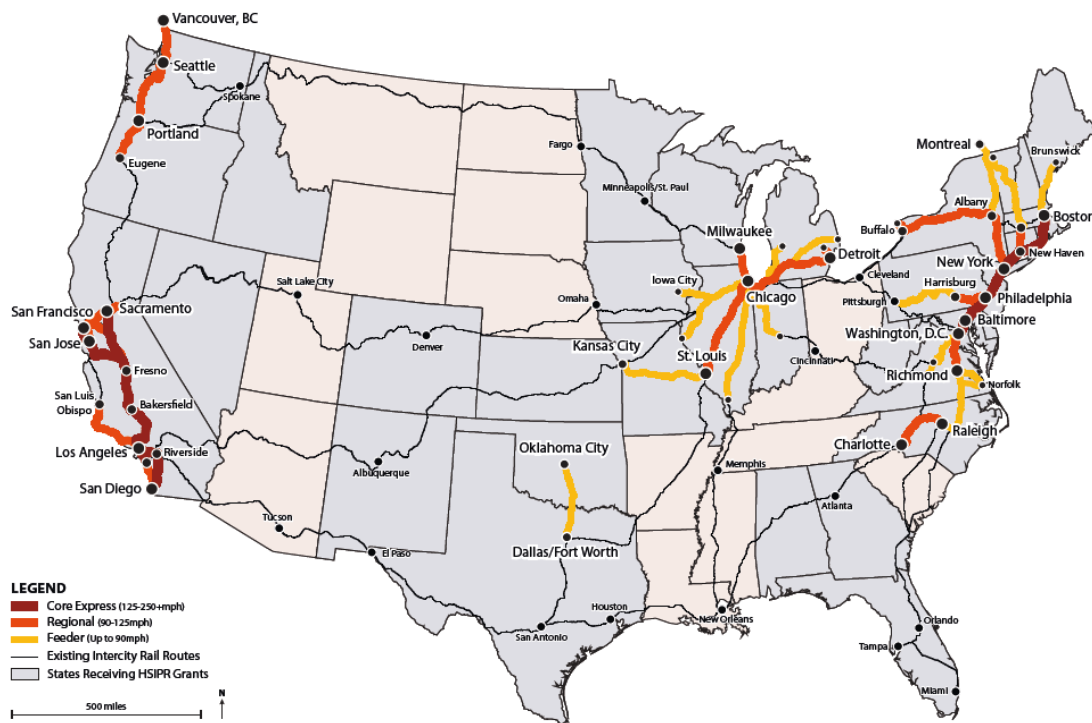 Vancouver, BC
Seattle
Spokane
Portland
Eugene
Fargo
Minneapolis/St. Paul
Montreal
Brunswick
Albany
Buffalo
Boston
Milwaukee
Detroit
New Haven
New York
Cleveland
Harrisburg
Pittsburgh
Philadelphia
Iowa City
Chicago
Salt Lake City
Omaha
San Francisco
Sacramento
Baltimore
Washington, D.C.
San Jose
Denver
Kansas City
Cincinnati
St. Louis
Fresno
Richmond
Norfolk
San Luis
Obispo
Bakersfield
Raleigh
Charlotte
Los Angeles
Riverside
Oklahoma City
Albuquerque
Memphis
San Diego
Atlanta
Tucson
El Paso
Dallas/Fort Worth
LEGEND
Core Express (125-250+mph)
Regional (90-125mph)
Feeder (Up to 90mph)
Existing Intercity Rail Routes
States Receiving HSIPR Grants
Houston
New Orleans
San Antonio
Orlando
Tampa
Miami
N
500 miles